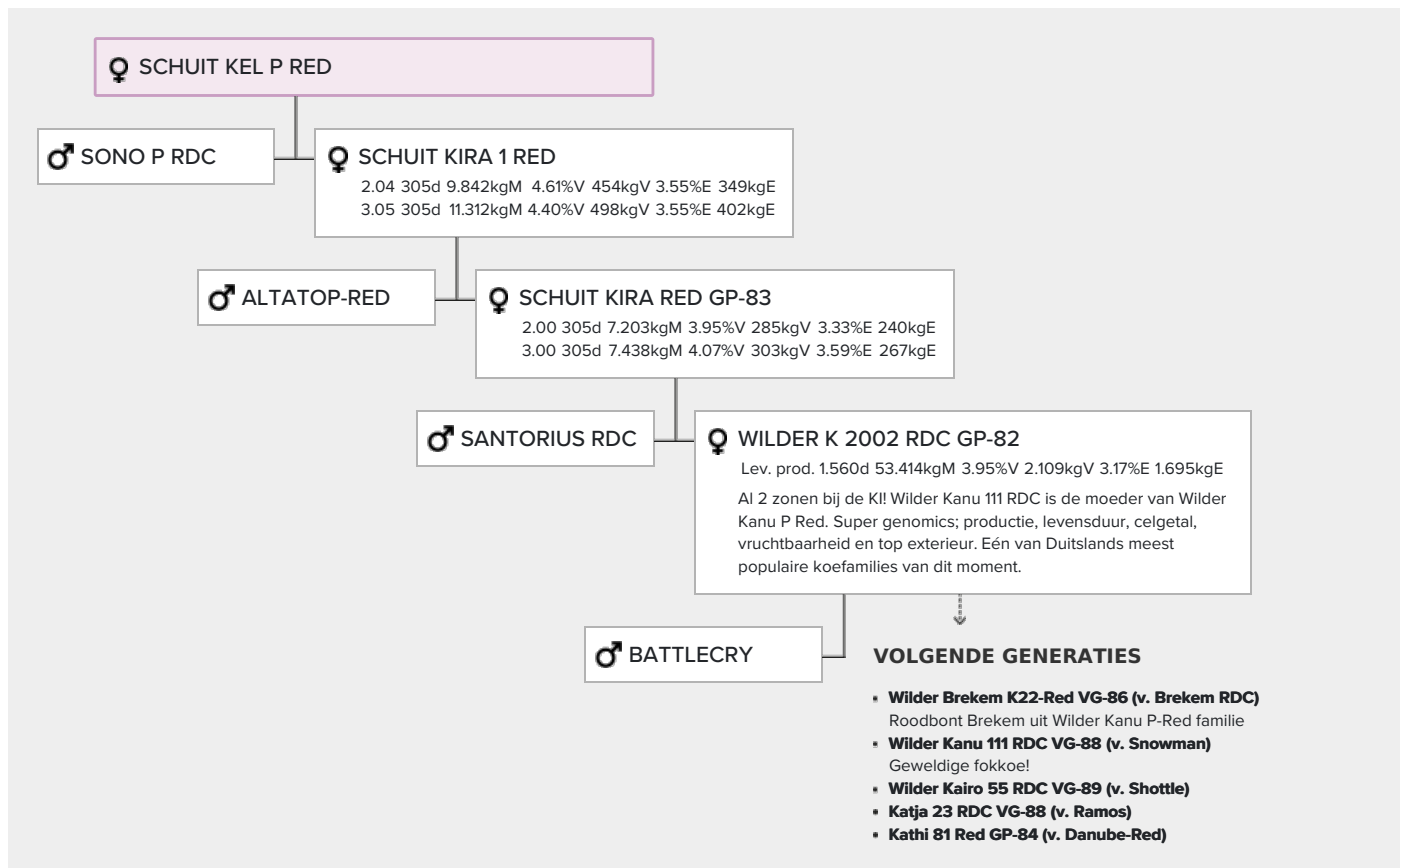 SCHUIT KEL P RED
SONO P RDC
SCHUIT KIRA 1 RED
2.04 305d 9.842kgM 4.61%V 454kgV 3.55%E 349kgE
3.05 305d 11.312kgM 4.40%V 498kgV 3.55%E 402kgE
ALTATOP-RED
SCHUIT KIRA RED GP-83
2.00 305d 7.203kgM 3.95%V 285kgV 3.33%E 240kgE
3.00 305d 7.438kgM 4.07%V 303kgV 3.59%E 267kgE
SANTORIUS RDC
WILDER K 2002 RDC GP-82
Lev. prod. 1.560d 53.414kgM 3.95%V 2.109kgV 3.17%E 1.695kgE
Al 2 zonen bij de KI! Wilder Kanu 111 RDC is de moeder van Wilder
Kanu P Red. Super genomics; productie, levensduur, celgetal,
vruchtbaarheid en top exterieur. Eén van Duitslands meest
populaire koefamilies van dit moment.
BATTLECRY
VOLGENDE GENERATIES
Wilder Brekem K22-Red VG-86 (v. Brekem RDC)
Roodbont Brekem uit Wilder Kanu P-Red familie
Wilder Kanu 111 RDC VG-88 (v. Snowman)
Geweldige fokkoe!
Wilder Kairo 55 RDC VG-89 (v. Shottle)
Katja 23 RDC VG-88 (v. Ramos)
Kathi 81 Red GP-84 (v. Danube-Red)